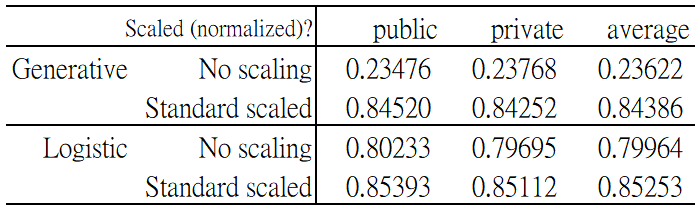 Scaled (normalized)? public private average
Generative No scaling 0.23476 0.23768 0.23622
Standard scaled 0.84520 0.84252 0.84386
Logistic No scaling 0.80233 0.79695 0.79964
Standard scaled 0.85393 0.85112 0.85253